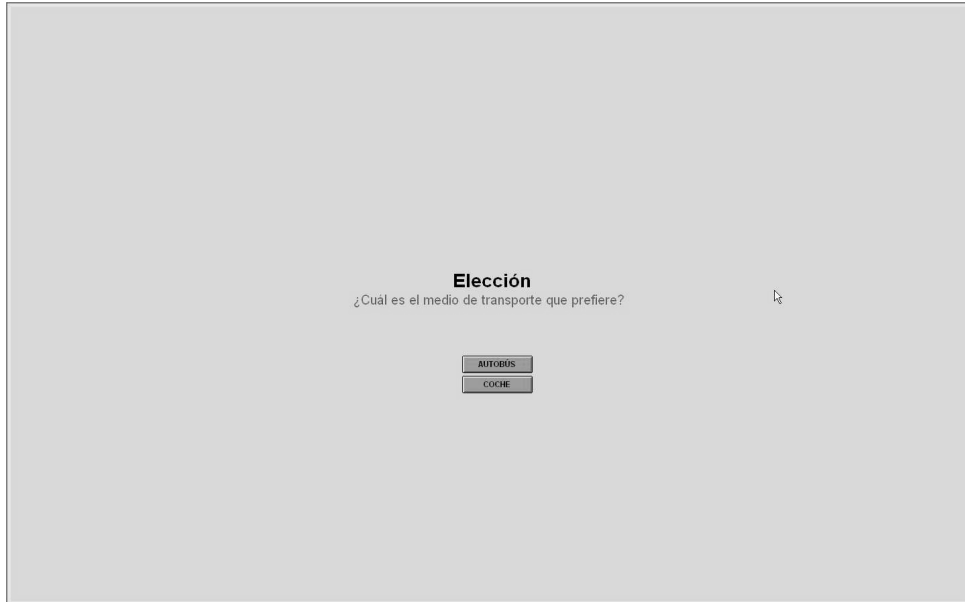 Elección
¿Cuál es el medio de transporte que prefiere?
AUTOBÚS
COCHE